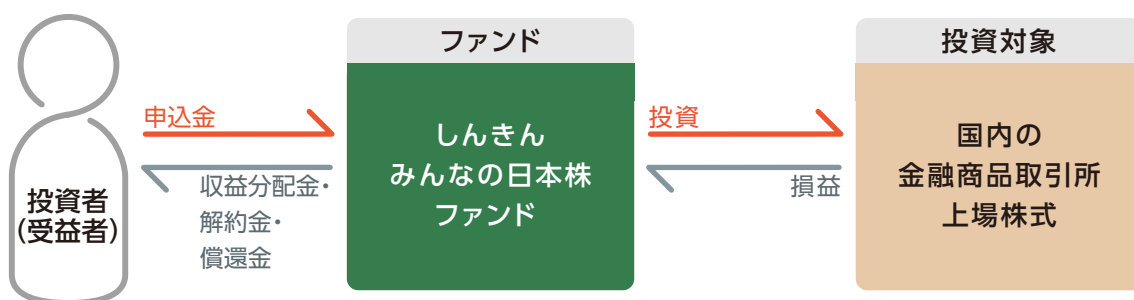 ファンド
投資対象
申込金
投資
しんきん
みんなの日本株
ファンド
国内の
金融商品取引所
上場株式
収益分配金・
解約金・
償還金
損益
投資者
(受益者)